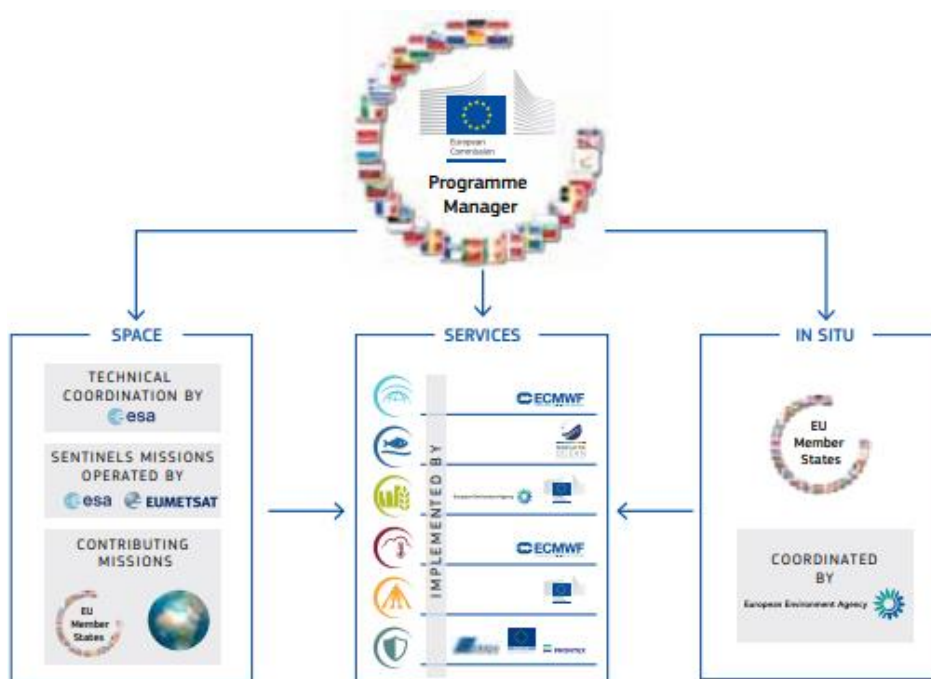 European
Commission
Programme
Manager
SPACE
TECHNICAL
COORDINATION BY
esa
SENTINELS MISSIONS
OPERATED BY
esa EUMETSAT
CONTRIBUTING
MISSIONS
EU
Member
States
SERVICES
IMPLEMENTED BY
ECMWF
European Environment Agency
ECMWF
FRONTEX
IN SITU
EU
Member
States
COORDINATED
BY
European Environment Agency